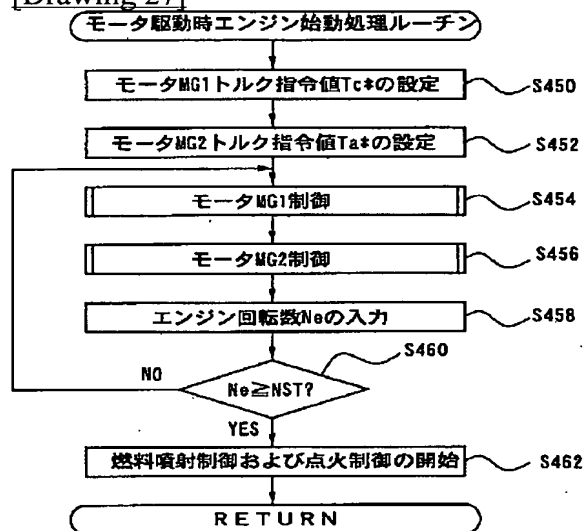 [Drawing 27]
モータ駆動時エンジン始動処理ルーチン
モータMG1トルク指令値Tc*の設定
S450
モータMG2トルク指令値Ta*の設定
S452
モータMG1制御
S454
モータMG2制御
S456
エンジン回転数Neの入力
S458
S460
NO
Ne≧NST?
YES
燃料噴射制御および点火制御の開始
S462
RETURN